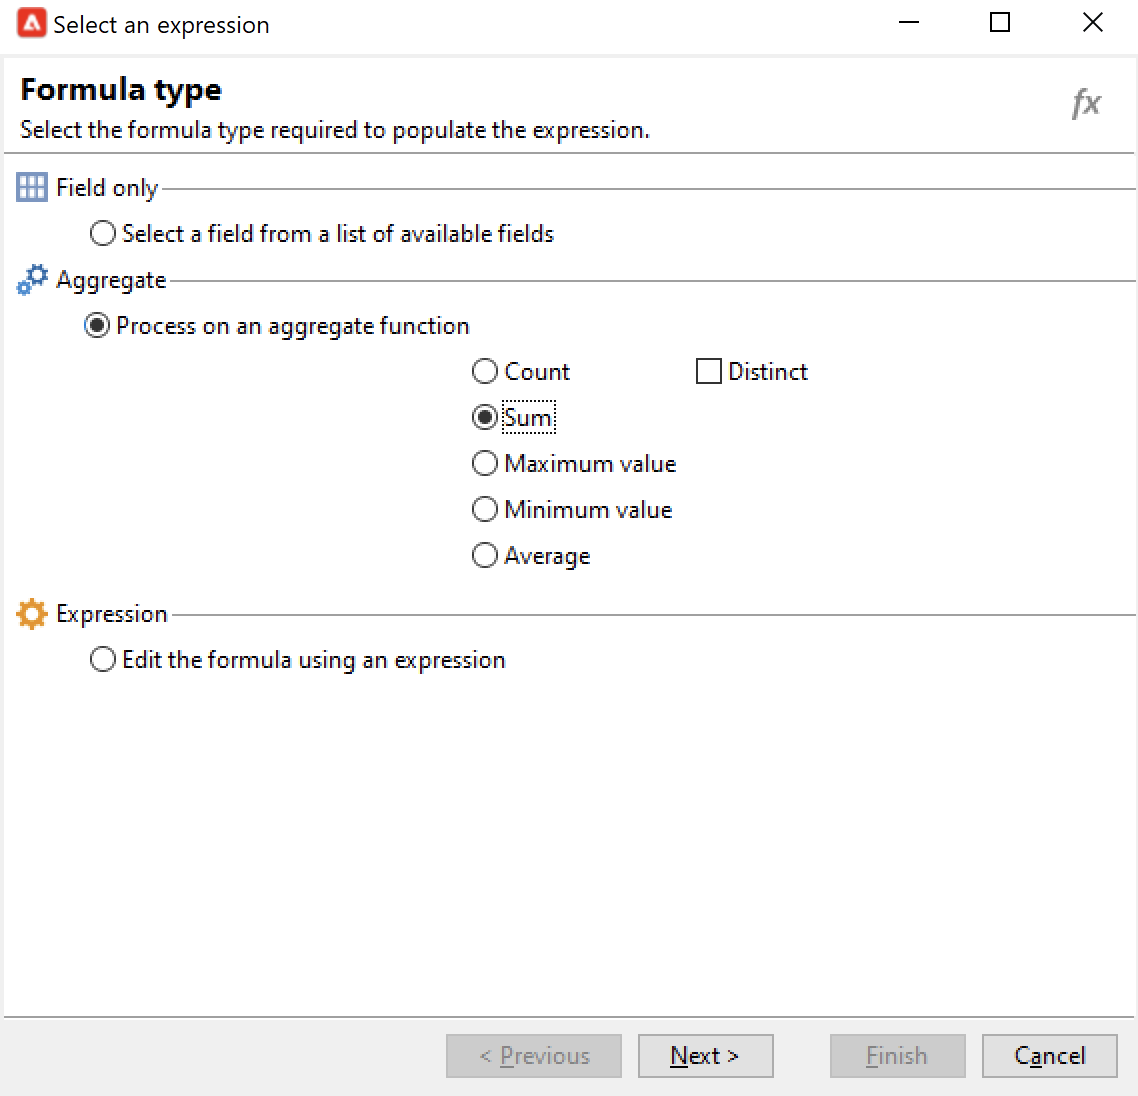 Select an expression
Formula type
Select the formula type required to populate the expression.
fx
Field only
Select a field from a list of available fields
Aggregate
Process on an aggregate function
Count Distinct
Sum
Maximum value
Minimum value
Average
Expression
Edit the formula using an expression
< Previous Next > Finish Cancel